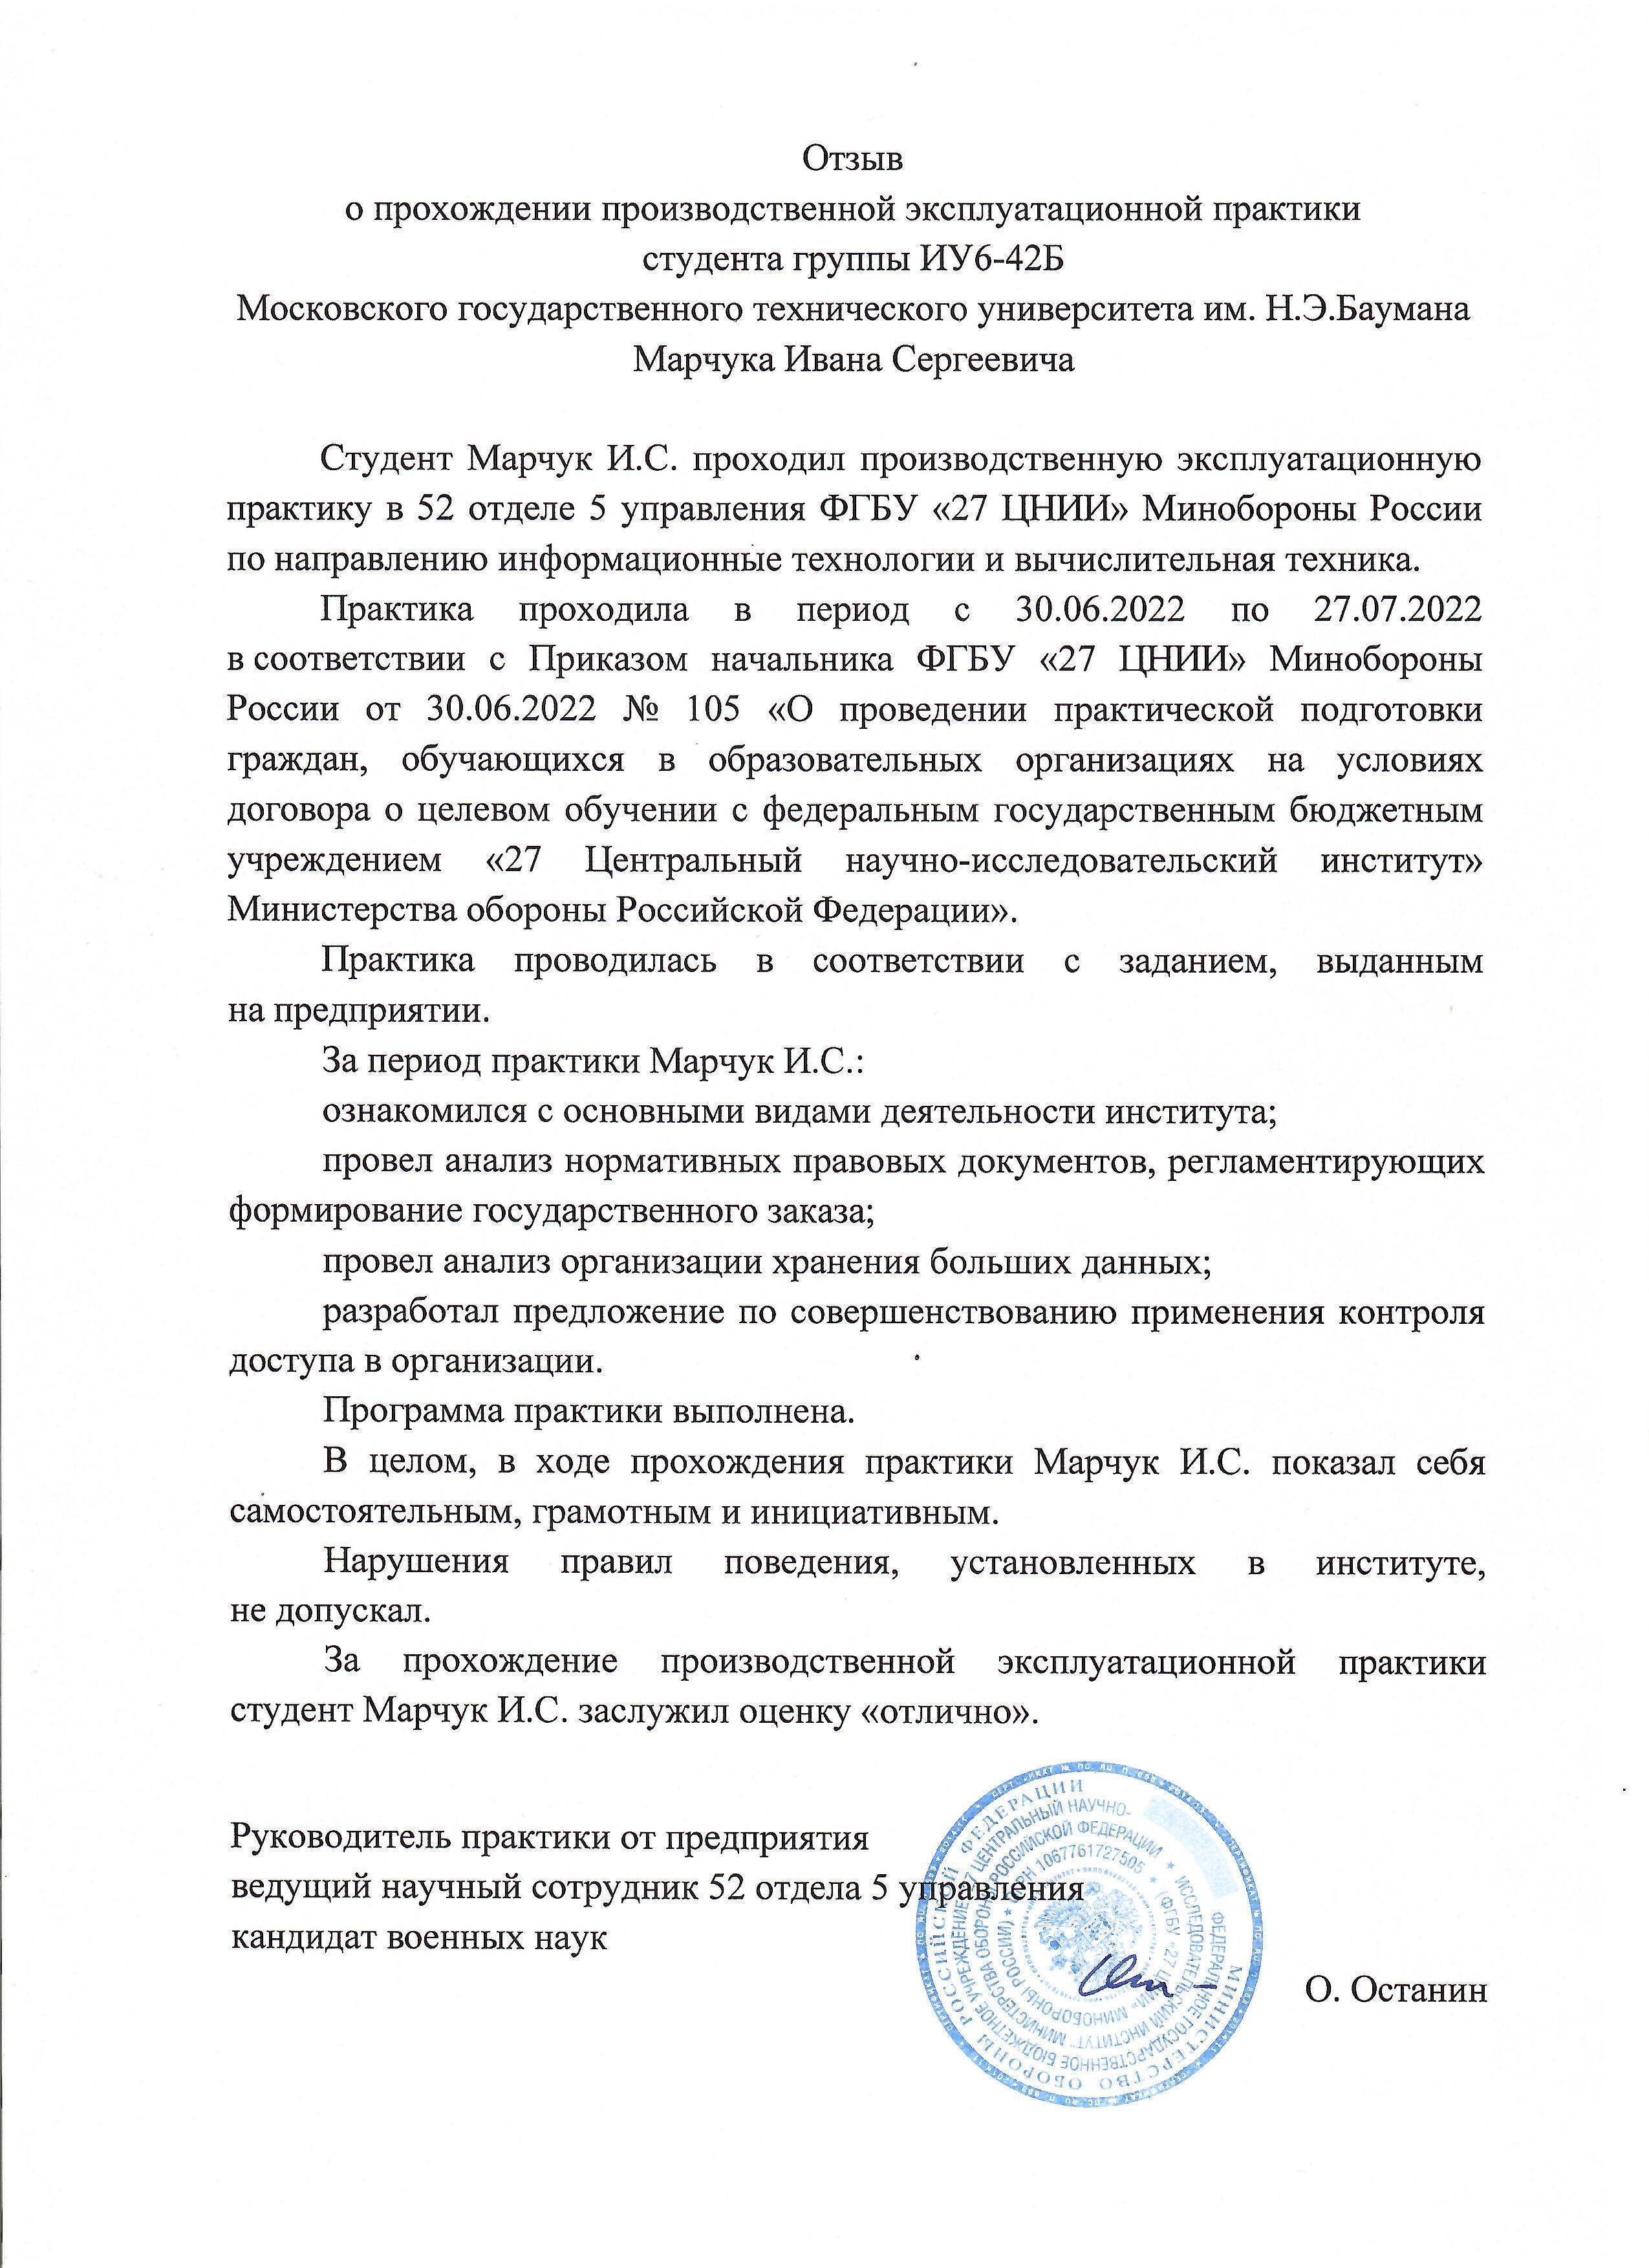 Отзыв
о прохождении производственной эксплуатационной практики
студента группы ИУ6-42Б
Московского государственного технического университета им. Н.Э.Баумана
Марчука Ивана Сергеевича
Студент Марчук И.С. проходил производственную эксплуатационную
практику в 52 отделе 5 управления ФГБУ «27 ЦНИИ» Минобороны России
по направлению информационные технологии и вычислительная техника.
Практика проходила в период с 30.06.2022 по 27.07.2022
в соответствии с Приказом начальника ФГБУ «27 ЦНИИ» Минобороны
России от 30.06.2022 № 105 «О проведении практической подготовки
граждан, обучающихся в образовательных организациях на условиях
договора о целевом обучении с федеральным государственным бюджетным
учреждением «27 Центральный научно-исследовательский институт»
Министерства обороны Российской Федерации».
Практика проводилась в соответствии с заданием, выданным
на предприятии.
За период практики Марчук И.С.:
ознакомился с основными видами деятельности института;
провел анализ нормативных правовых документов, регламентирующих
формирование государственного заказа;
провел анализ организации хранения больших данных;
разработал предложение по совершенствованию применения контроля
доступа в организации.
Программа практики выполнена.
В целом, в ходе прохождения практики Марчук И.С. показал себя
самостоятельным, грамотным и инициативным.
Нарушения правил поведения, установленных в институте,
не допускал.
За прохождение производственной эксплуатационной практики
студент Марчук И.С. заслужил оценку «отлично».
Руководитель практики от предприятия
ведущий научный сотрудник 52 отдела 5 управления
кандидат военных наук
О. Останин
МИНИСТЕРСТВО ОБОРОНЫ РОССИЙСКОЙ ФЕДЕРАЦИИ
ФЕДЕРАЛЬНОЕ ГОСУДАРСТВЕННОЕ БЮДЖЕТНОЕ УЧРЕЖДЕНИЕ "27 ЦЕНТРАЛЬНЫЙ НАУЧНО-
ИССЛЕДОВАТЕЛЬСКИЙ ИНСТИТУТ" МИНИСТЕРСТВА ОБОРОНЫ РОССИЙСКОЙ ФЕДЕРАЦИИ
(ФГБУ "27 ЦНИИ" МИНОБОРОНЫ РОССИИ) * ОГРН 1067761727505